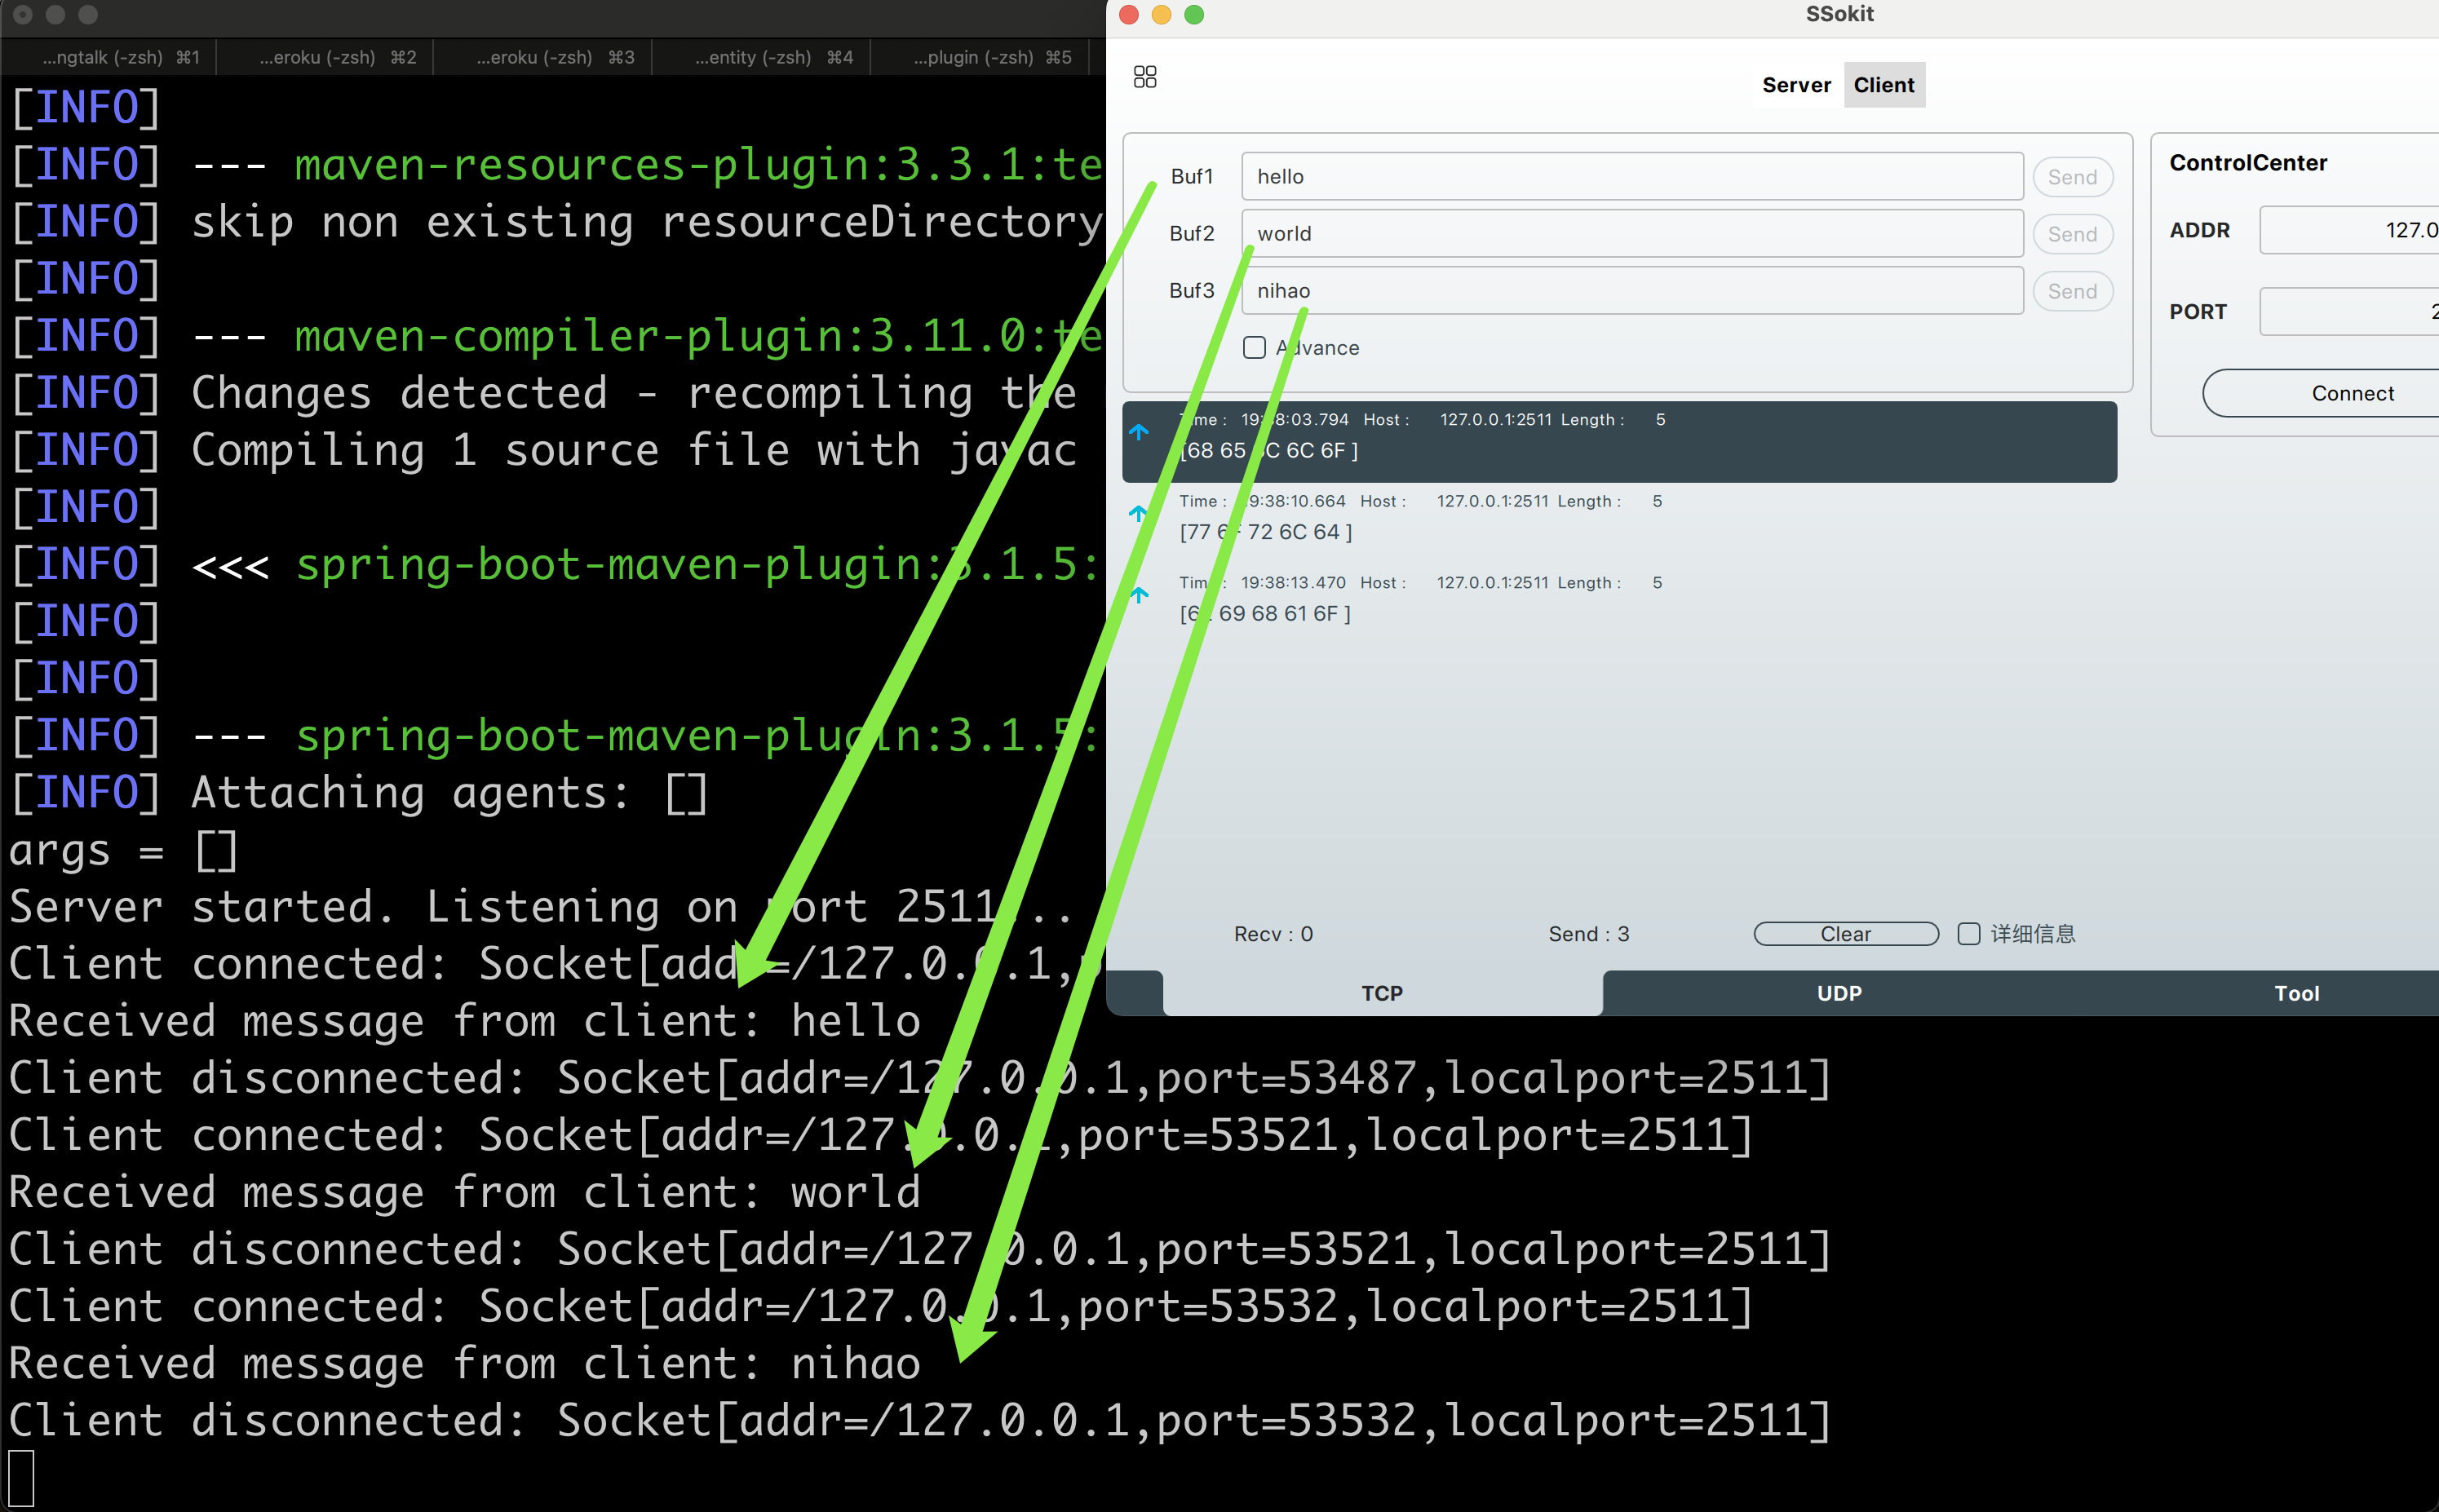 ...ngtalk (-zsh) ⌘1
...eroku (-zsh) ⌘2
...eroku (-zsh) ⌘3
...entity (-zsh) ⌘4
...plugin (-zsh) ⌘5
[INFO]
[INFO] --- maven-resources-plugin:3.3.1:te
[INFO] skip non existing resourceDirectory
[INFO]
[INFO] --- maven-compiler-plugin:3.11.0:te
[INFO] Changes detected - recompiling the
[INFO] Compiling 1 source file with javac
[INFO]
[INFO] <<< spring-boot-maven-plugin:3.1.5:
[INFO]
[INFO]
[INFO] --- spring-boot-maven-plugin:3.1.5:
[INFO] Attaching agents: []
args = []
Server started. Listening on port 2511...
Client connected: Socket[addr=/127.0.0.1,p
Received message from client: hello
Client disconnected: Socket[addr=/127.0.0.1,port=53487,localport=2511]
Client connected: Socket[addr=/127.0.0.1,port=53521,localport=2511]
Received message from client: world
Client disconnected: Socket[addr=/127.0.0.1,port=53521,localport=2511]
Client connected: Socket[addr=/127.0.0.1,port=53532,localport=2511]
Received message from client: nihao
Client disconnected: Socket[addr=/127.0.0.1,port=53532,localport=2511]
SSokit
Server Client
Buf1 hello Send
Buf2 world Send
Buf3 nihao Send
Advance
ControlCenter
ADDR 127.0
PORT 2
Connect
Time : 19:38:03.794 Host : 127.0.0.1:2511 Length : 5
[68 65 6C 6C 6F ]
Time : 19:38:10.664 Host : 127.0.0.1:2511 Length : 5
[77 6F 72 6C 64 ]
Time : 19:38:13.470 Host : 127.0.0.1:2511 Length : 5
[6E 69 68 61 6F ]
Recv : 0 Send : 3 Clear 详细信息
TCP UDP Tool